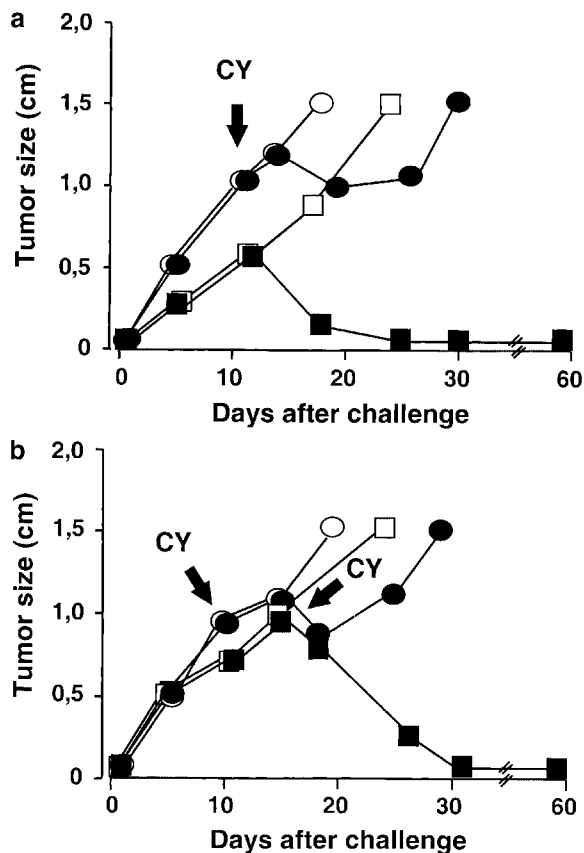 a
2,0
CY
1,5
1,0
0,5
0
Tumor size (cm)
0 10 20 30 60
Days after challenge
b
2,0
1,5
CY
CY
1,0
0,5
0
Tumor size (cm)
0 10 20 30 60
Days after challenge